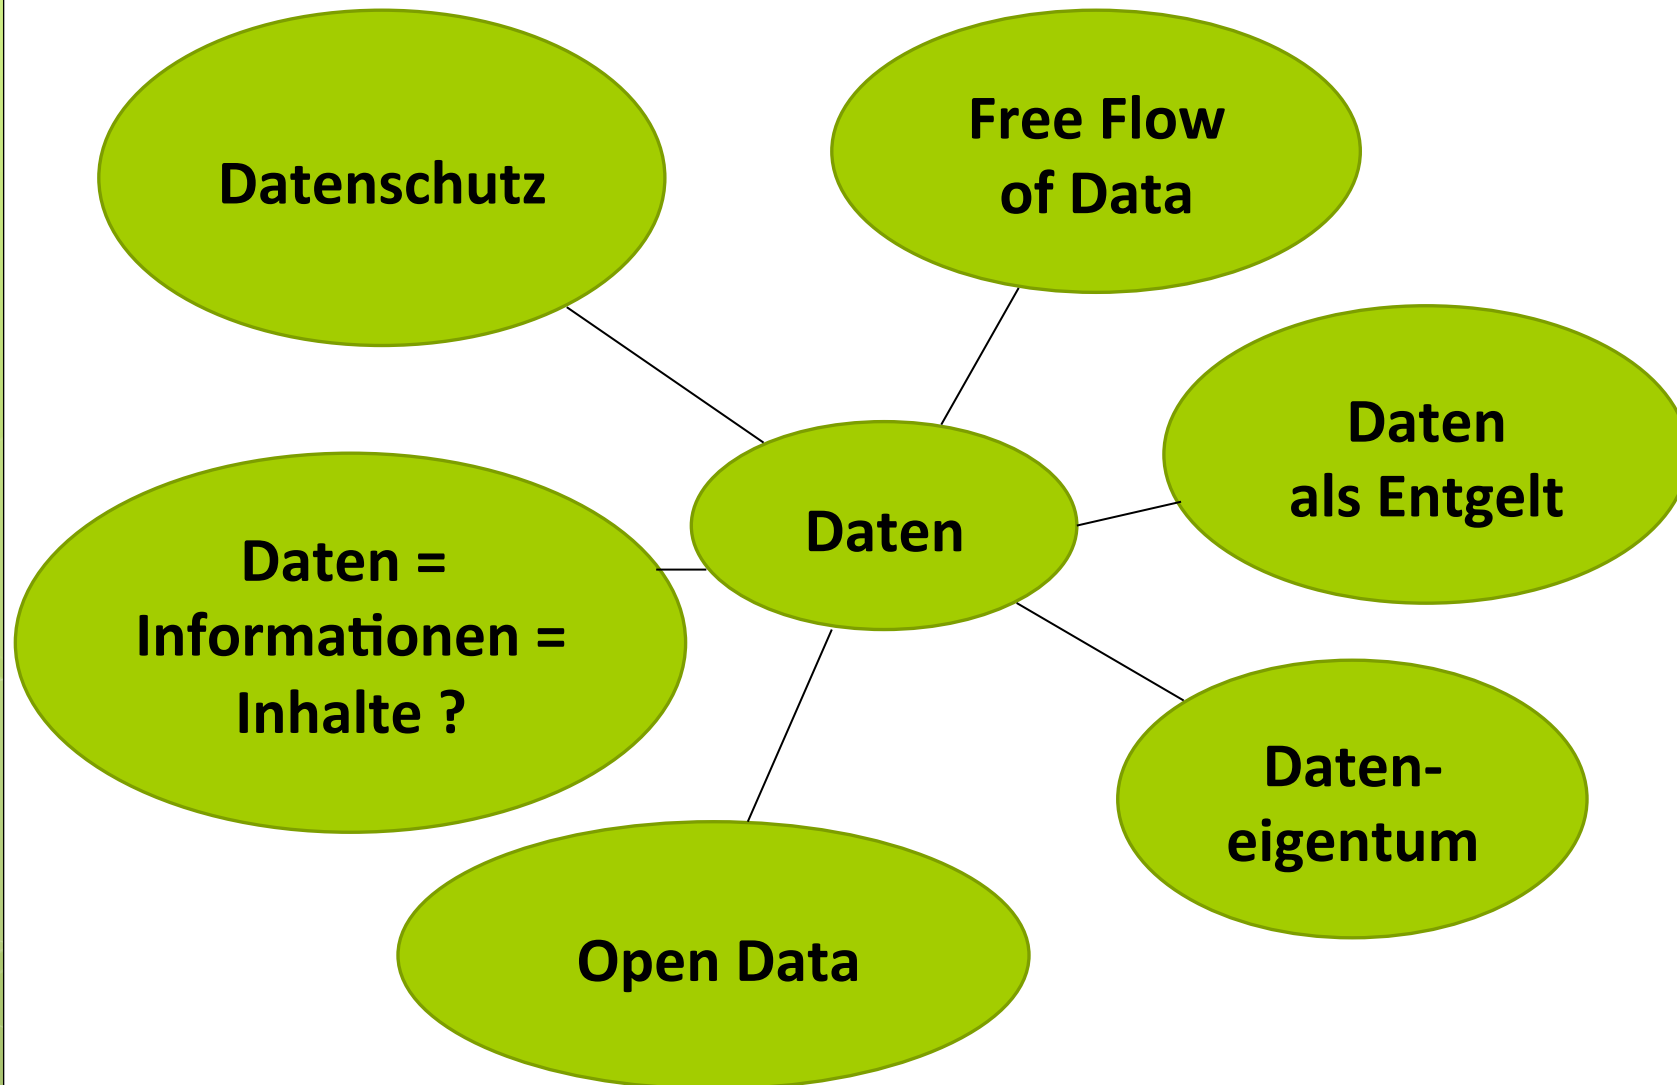 Datenschutz
Free Flow
of Data
Daten
als Entgelt
Daten
Daten =
Informationen =
Inhalte ?
Daten-
eigentum
Open Data